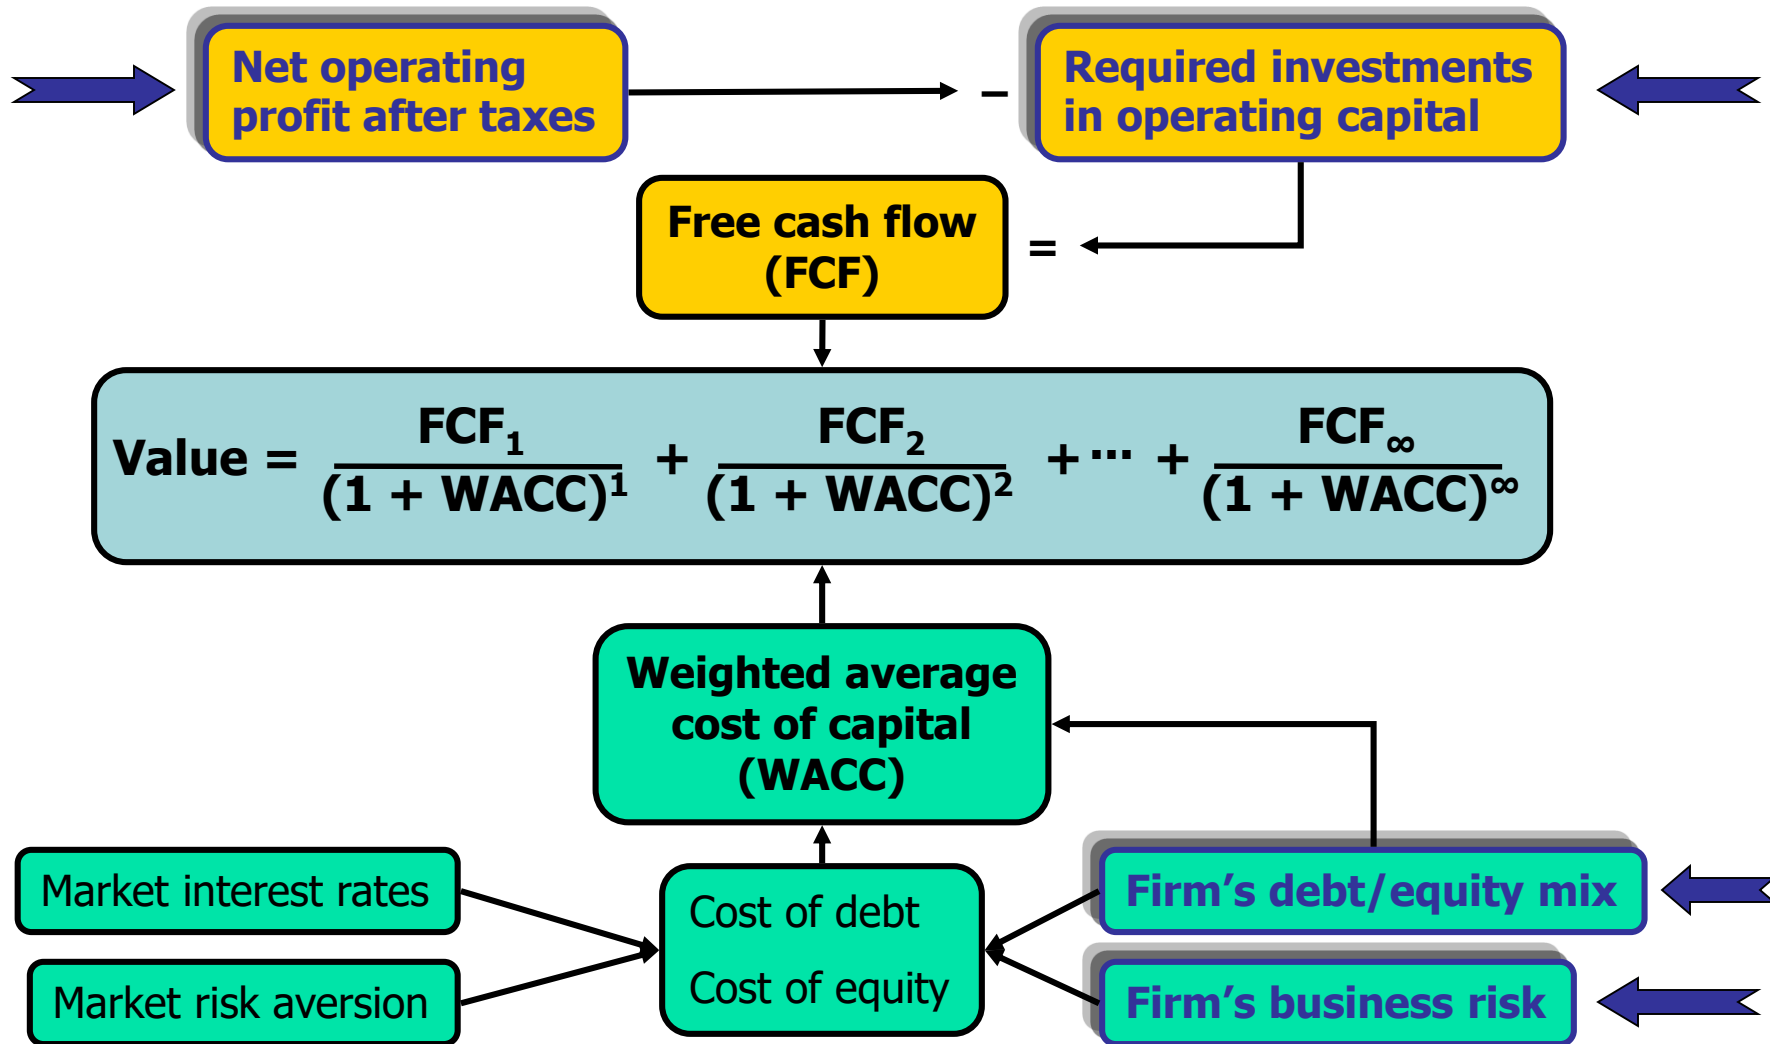 Net operating
profit after taxes
–
Required investments
in operating capital
Free cash flow
(FCF)
=
Value = FCF₁ / (1 + WACC)¹ + FCF₂ / (1 + WACC)² + ... + FCF∞ / (1 + WACC)^∞
Weighted average
cost of capital
(WACC)
Market interest rates
Market risk aversion
Cost of debt
Cost of equity
Firm’s debt/equity mix
Firm’s business risk